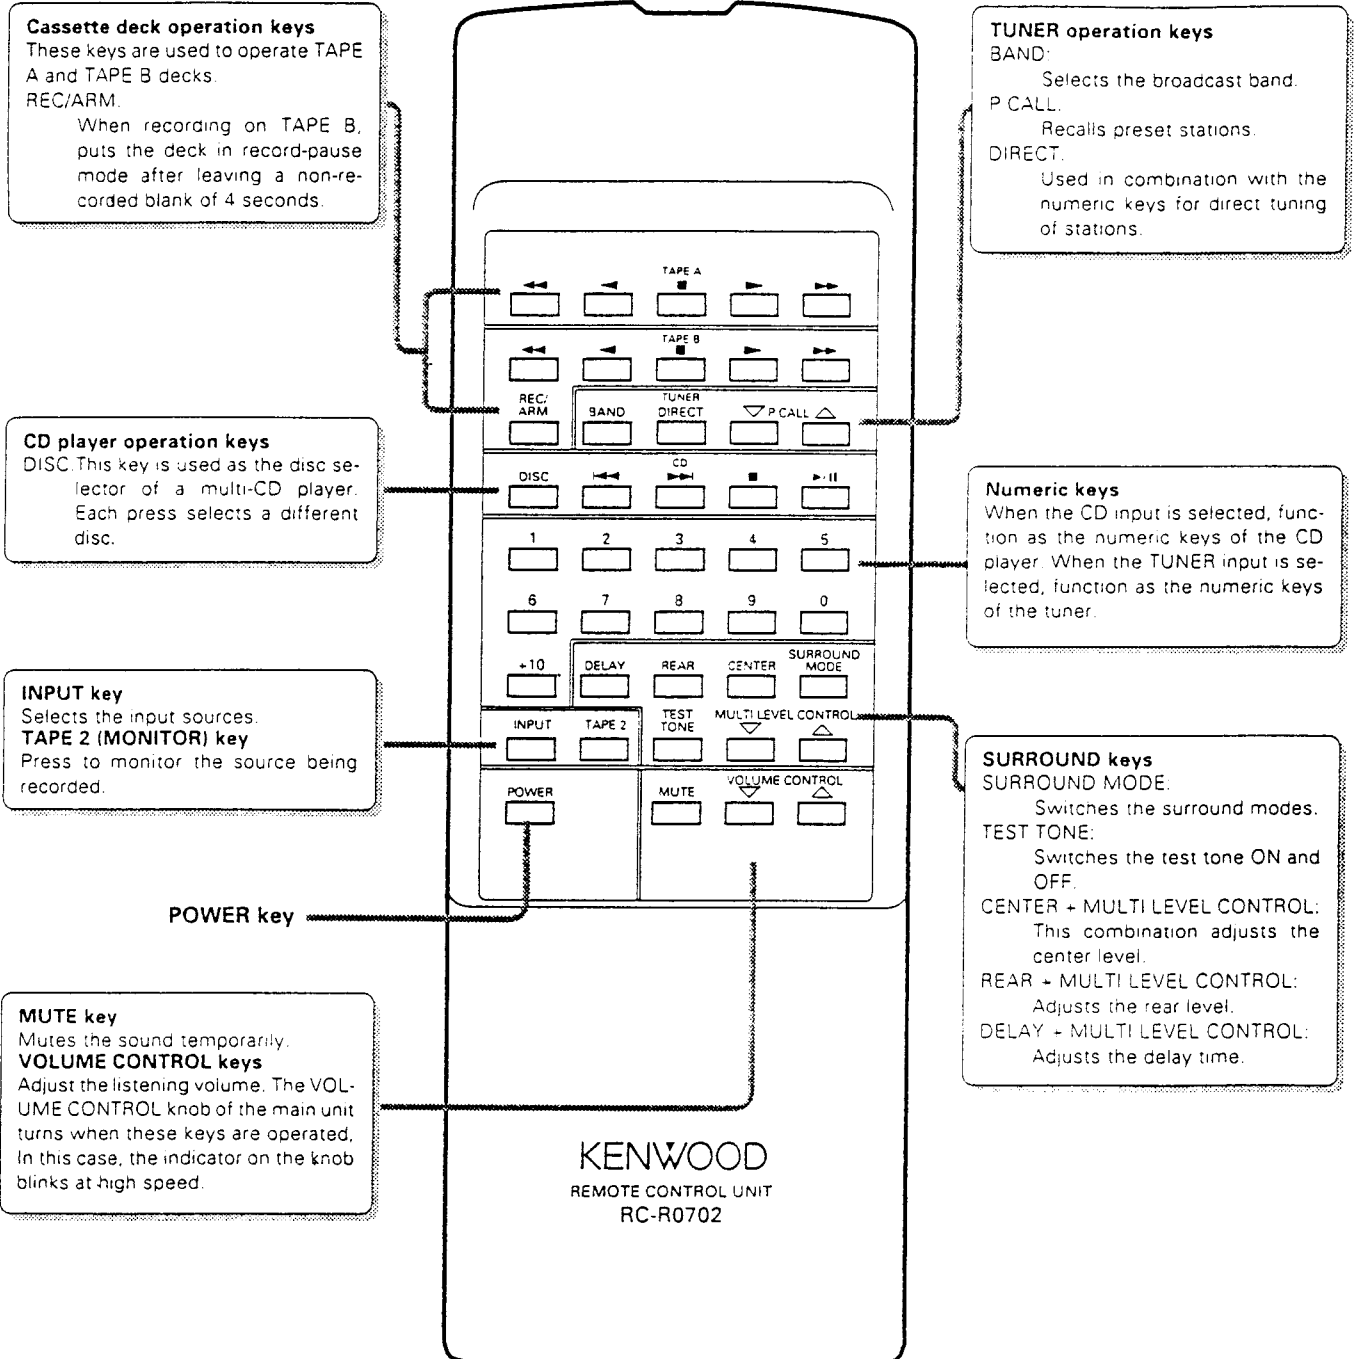 Cassette deck operation keys
These keys are used to operate TAPE
A and TAPE B decks.
REC/ARM.
When recording on TAPE B,
puts the deck in record-pause
mode after leaving a non-re-
corded blank of 4 seconds.
TUNER operation keys
BAND:
Selects the broadcast band.
P CALL:
Recalls preset stations.
DIRECT:
Used in combination with the
numeric keys for direct tuning
of stations.
TAPE A
◄◄ ◄ ■ ► ►►
TAPE B
◄◄ ◄ ■ ► ►►
REC/
ARM
BAND
TUNER
DIRECT
▽ P CALL △
CD player operation keys
DISC: This key is used as the disc se-
lector of a multi-CD player.
Each press selects a different
disc.
CD
DISC |◄◄ ►►| ■ ►/II
Numeric keys
When the CD input is selected, func-
tion as the numeric keys of the CD
player. When the TUNER input is se-
lected, function as the numeric keys
of the tuner.
1 2 3 4 5
6 7 8 9 0
+10 DELAY REAR CENTER
SURROUND
MODE
INPUT key
Selects the input sources.
TAPE 2 (MONITOR) key
Press to monitor the source being
recorded.
INPUT TAPE 2
TEST
TONE
MULTI LEVEL CONTROL
▽ △
SURROUND keys
SURROUND MODE:
Switches the surround modes.
TEST TONE:
Switches the test tone ON and
OFF.
CENTER + MULTI LEVEL CONTROL:
This combination adjusts the
center level.
REAR + MULTI LEVEL CONTROL:
Adjusts the rear level.
DELAY + MULTI LEVEL CONTROL:
Adjusts the delay time.
POWER MUTE
VOLUME CONTROL
▽ △
POWER key
MUTE key
Mutes the sound temporarily.
VOLUME CONTROL keys
Adjust the listening volume. The VOL-
UME CONTROL knob of the main unit
turns when these keys are operated,
In this case, the indicator on the knob
blinks at high speed.
KENWOOD
REMOTE CONTROL UNIT
RC-R0702